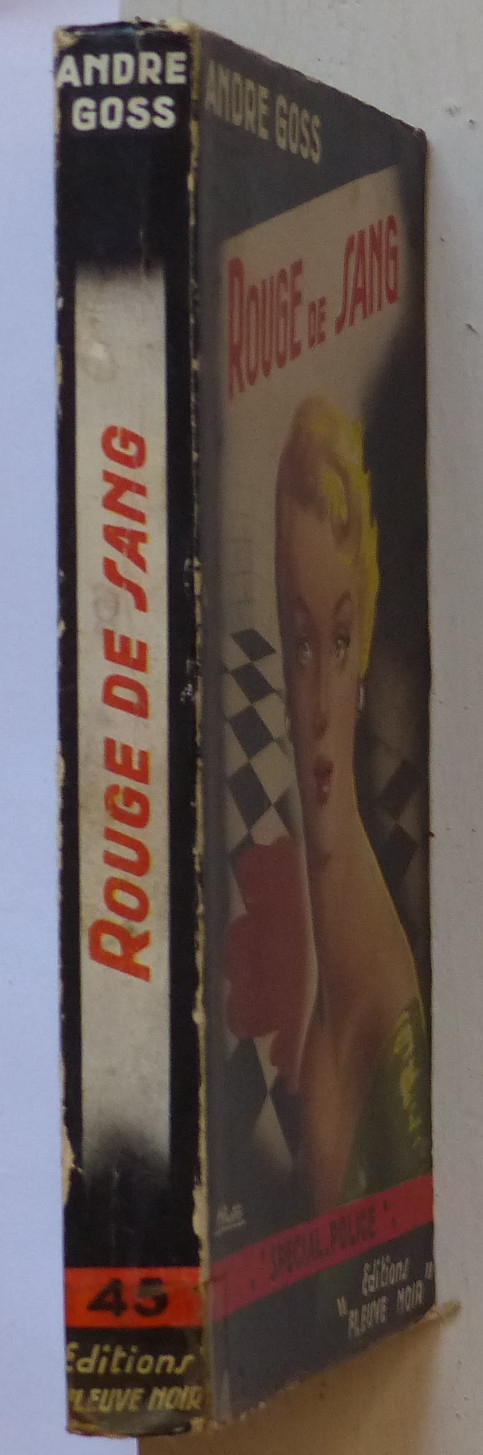 ANDRE
GOSS
ROUGE DE SANG
45
Editions
FLEUVE NOIR
ANDRE GOSS
ROUGE DE SANG
"SPECIAL.POLICE"
Editions
"FLEUVE NOIR"